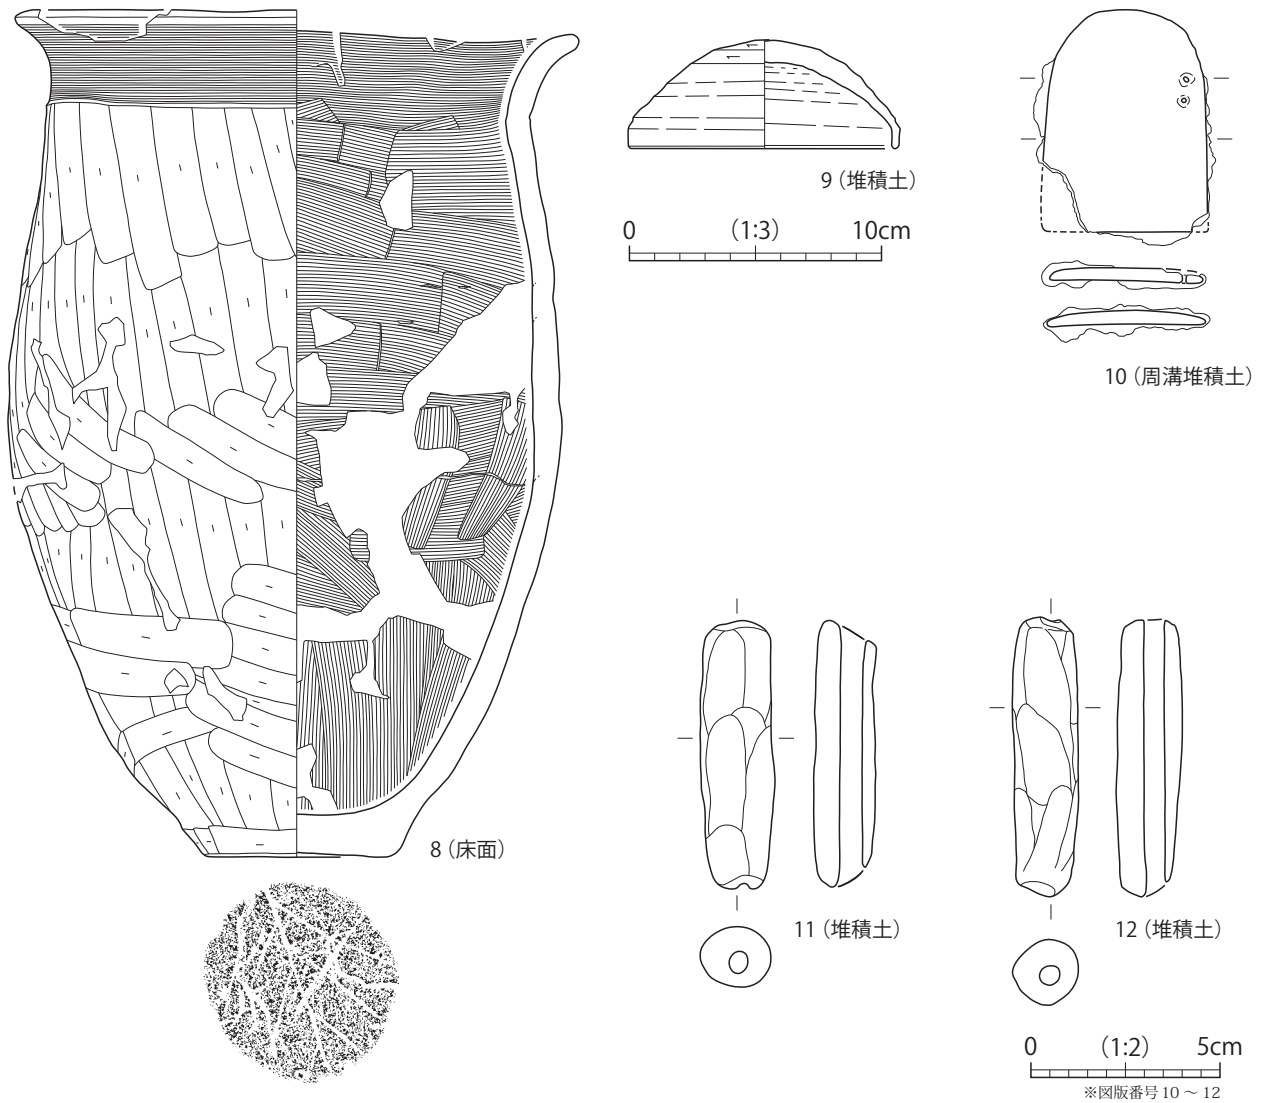 9（堆積土）
0 （1:3） 10cm
10（周溝堆積土）
8（床面）
11（堆積土）
12（堆積土）
0 （1:2） 5cm
※図版番号 10 ～ 12